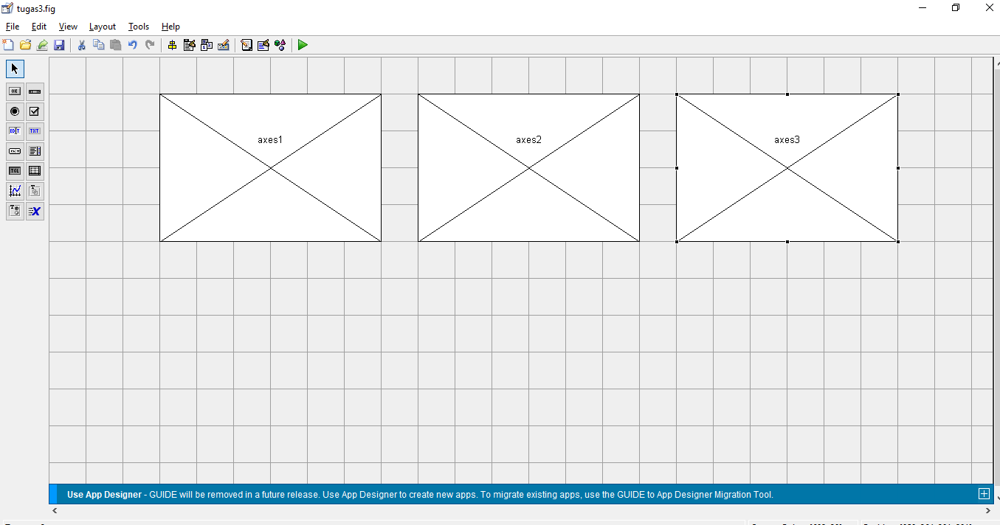 tugas3.fig
File Edit View Layout Tools Help
OK
EDIT TXT
TGL
T
T
X
axes1 axes2 axes3
Use App Designer - GUIDE will be removed in a future release. Use App Designer to create new apps. To migrate existing apps, use the GUIDE to App Designer Migration Tool.